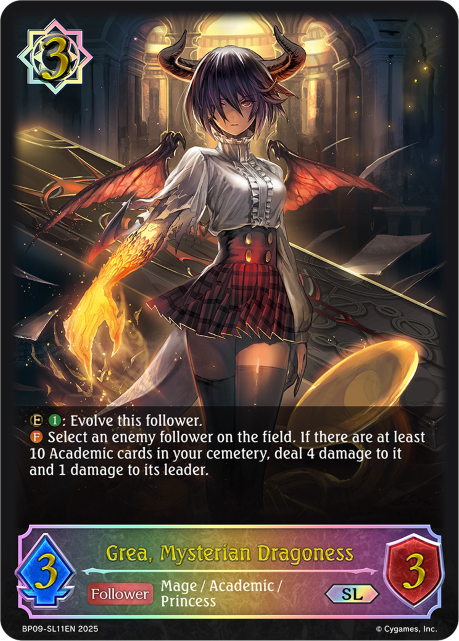 3
E 1: Evolve this follower.
F Select an enemy follower on the field. If there are at least
10 Academic cards in your cemetery, deal 4 damage to it
and 1 damage to its leader.
Grea, Mysterian Dragoness
3
Follower
Mage / Academic /
Princess
SL
3
BP09-SL11EN 2025
© Cygames, Inc.